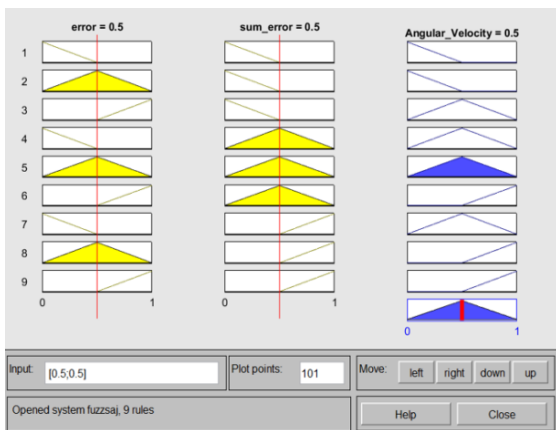 error = 0.5
sum_error = 0.5
Angular_Velocity = 0.5
1
2
3
4
5
6
7
8
9
0 1
0 1
0 1
Input: [0.5;0.5]
Plot points: 101
Move: left right down up
Opened system fuzzsaj, 9 rules
Help Close